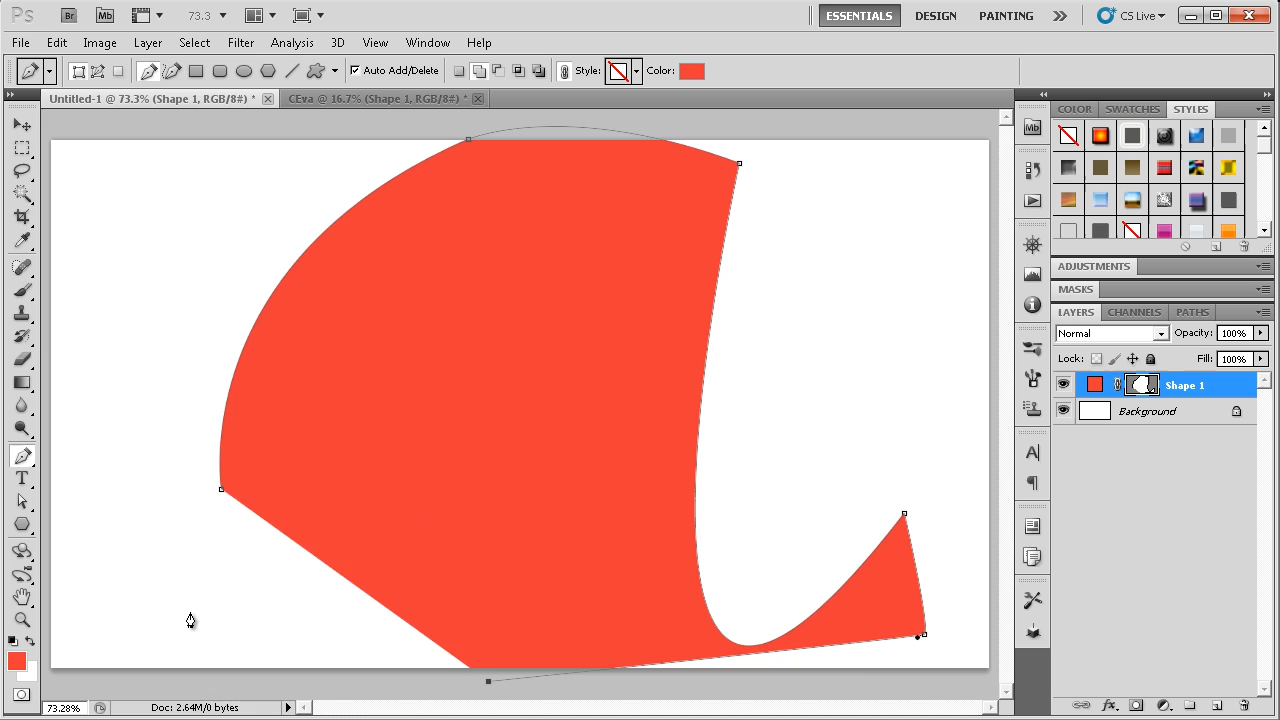 Ps Br Mb 73.3 ESSENTIALS DESIGN PAINTING CS Live
File Edit Image Layer Select Filter Analysis 3D View Window Help
Auto Add/Delete Style: Color:
Untitled-1 @ 73.3% (Shape 1, RGB/8#) * CEva @ 16.7% (Shape 1, RGB/8#) *
COLOR SWATCHES STYLES
Mb
ADJUSTMENTS
MASKS
LAYERS CHANNELS PATHS
Normal Opacity: 100%
Lock: Fill: 100%
Shape 1
Background
T
A
73.28% Doc: 2.64M/0 bytes
fx